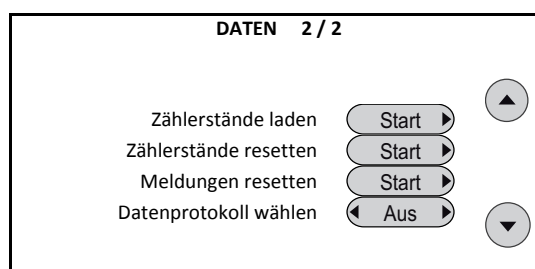 DATEN 2 / 2
Zählerstände laden Start
Zählerstände resetten Start
Meldungen resetten Start
Datenprotokoll wählen Aus